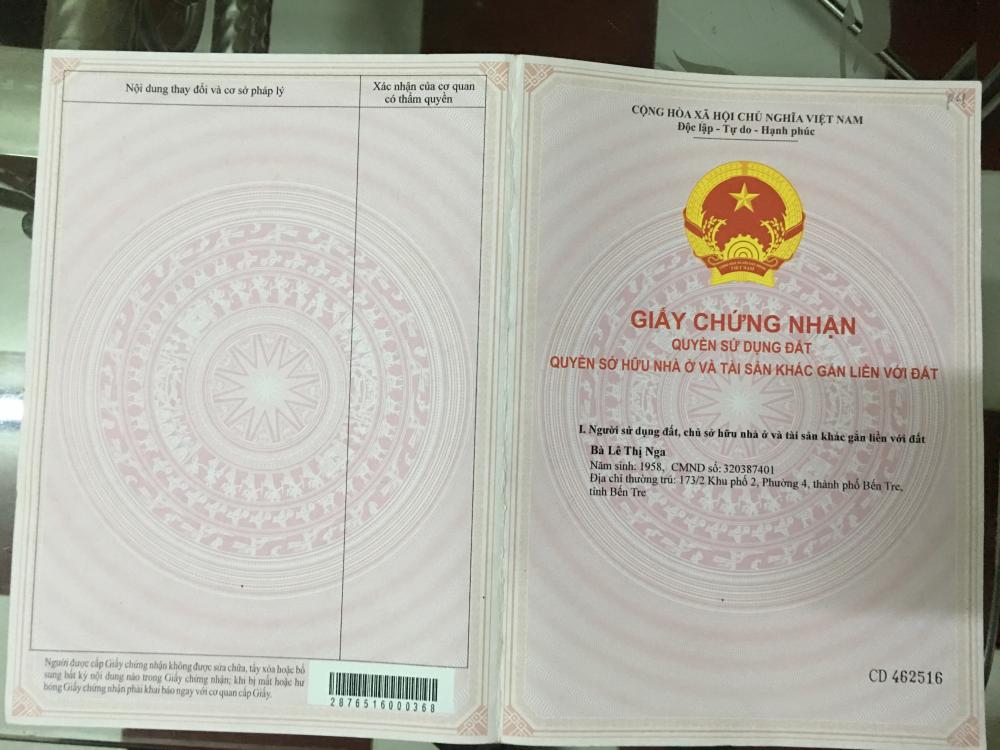 Nội dung thay đổi và cơ sở pháp lý
Xác nhận của cơ quan
có thẩm quyền
Người được cấp Giấy chứng nhận không được sửa chữa, tẩy xóa hoặc bổ
sung bất kỳ nội dung nào trong Giấy chứng nhận; khi bị mất hoặc hư
hỏng Giấy chứng nhận phải khai báo ngay với cơ quan cấp Giấy.
2876516000368
CỘNG HÒA XÃ HỘI CHỦ NGHĨA VIỆT NAM
Độc lập - Tự do - Hạnh phúc
VIỆT NAM
GIẤY CHỨNG NHẬN
QUYỀN SỬ DỤNG ĐẤT
QUYỀN SỞ HỮU NHÀ Ở VÀ TÀI SẢN KHÁC GẮN LIỀN VỚI ĐẤT
I. Người sử dụng đất, chủ sở hữu nhà ở và tài sản khác gắn liền với đất
Bà Lê Thị Nga
Năm sinh: 1958, CMND số: 320387401
Địa chỉ thường trú: 173/2 Khu phố 2, Phường 4, thành phố Bến Tre,
tỉnh Bến Tre
CD 462516